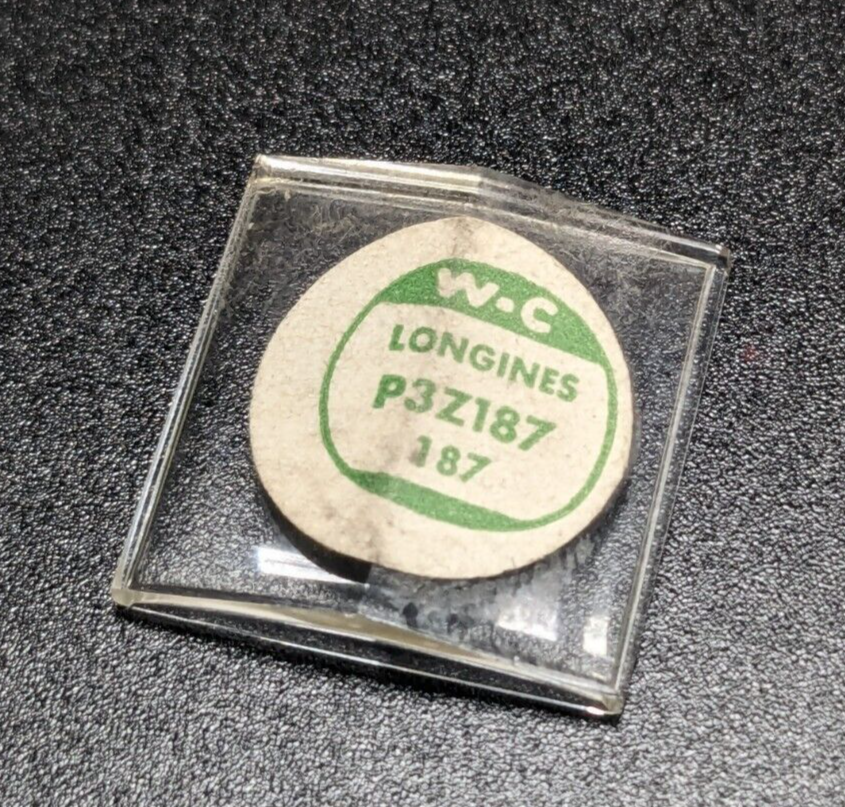 W.C
LONGINES
P3Z187
187